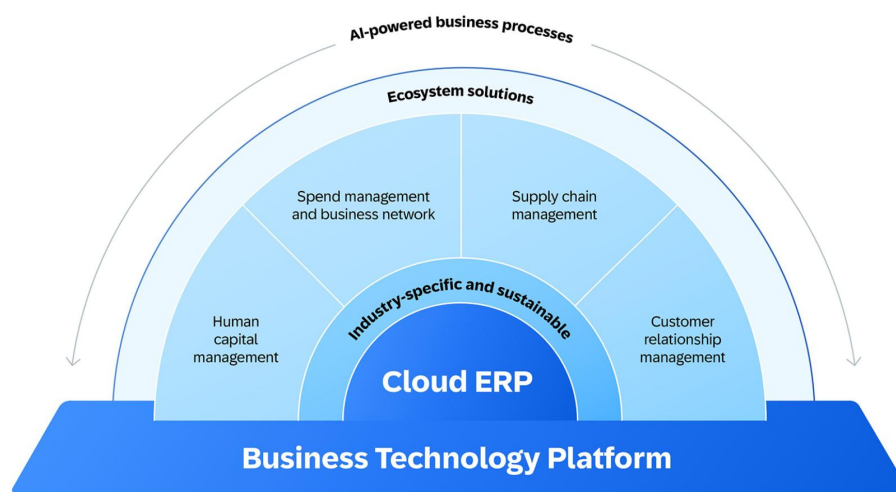 AI-powered business processes
Ecosystem solutions
Spend management
and business network
Supply chain
management
Human
capital
management
Industry-specific and sustainable
Customer
relationship
management
Cloud ERP
Business Technology Platform